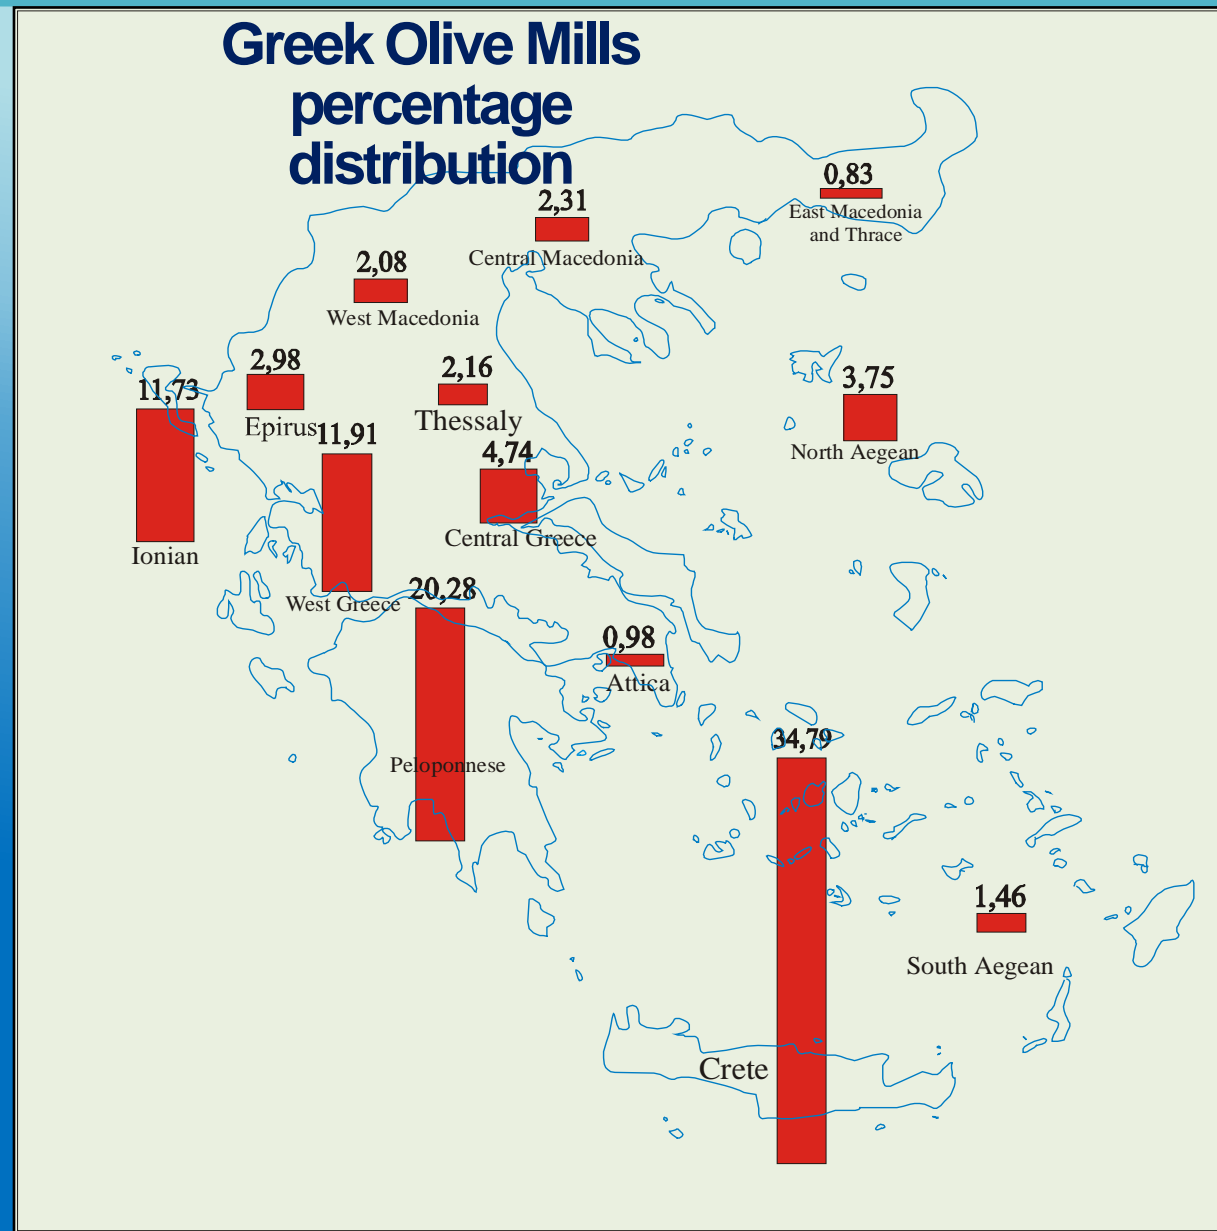 Greek Olive Mills
percentage
distribution
0,83
East Macedonia
and Thrace
2,31
Central Macedonia
2,08
West Macedonia
2,98
Epirus
2,16
Thessaly
3,75
North Aegean
11,73
Ionian
11,91
West Greece
4,74
Central Greece
20,28
Peloponnese
0,98
Attica
34,79
Crete
1,46
South Aegean